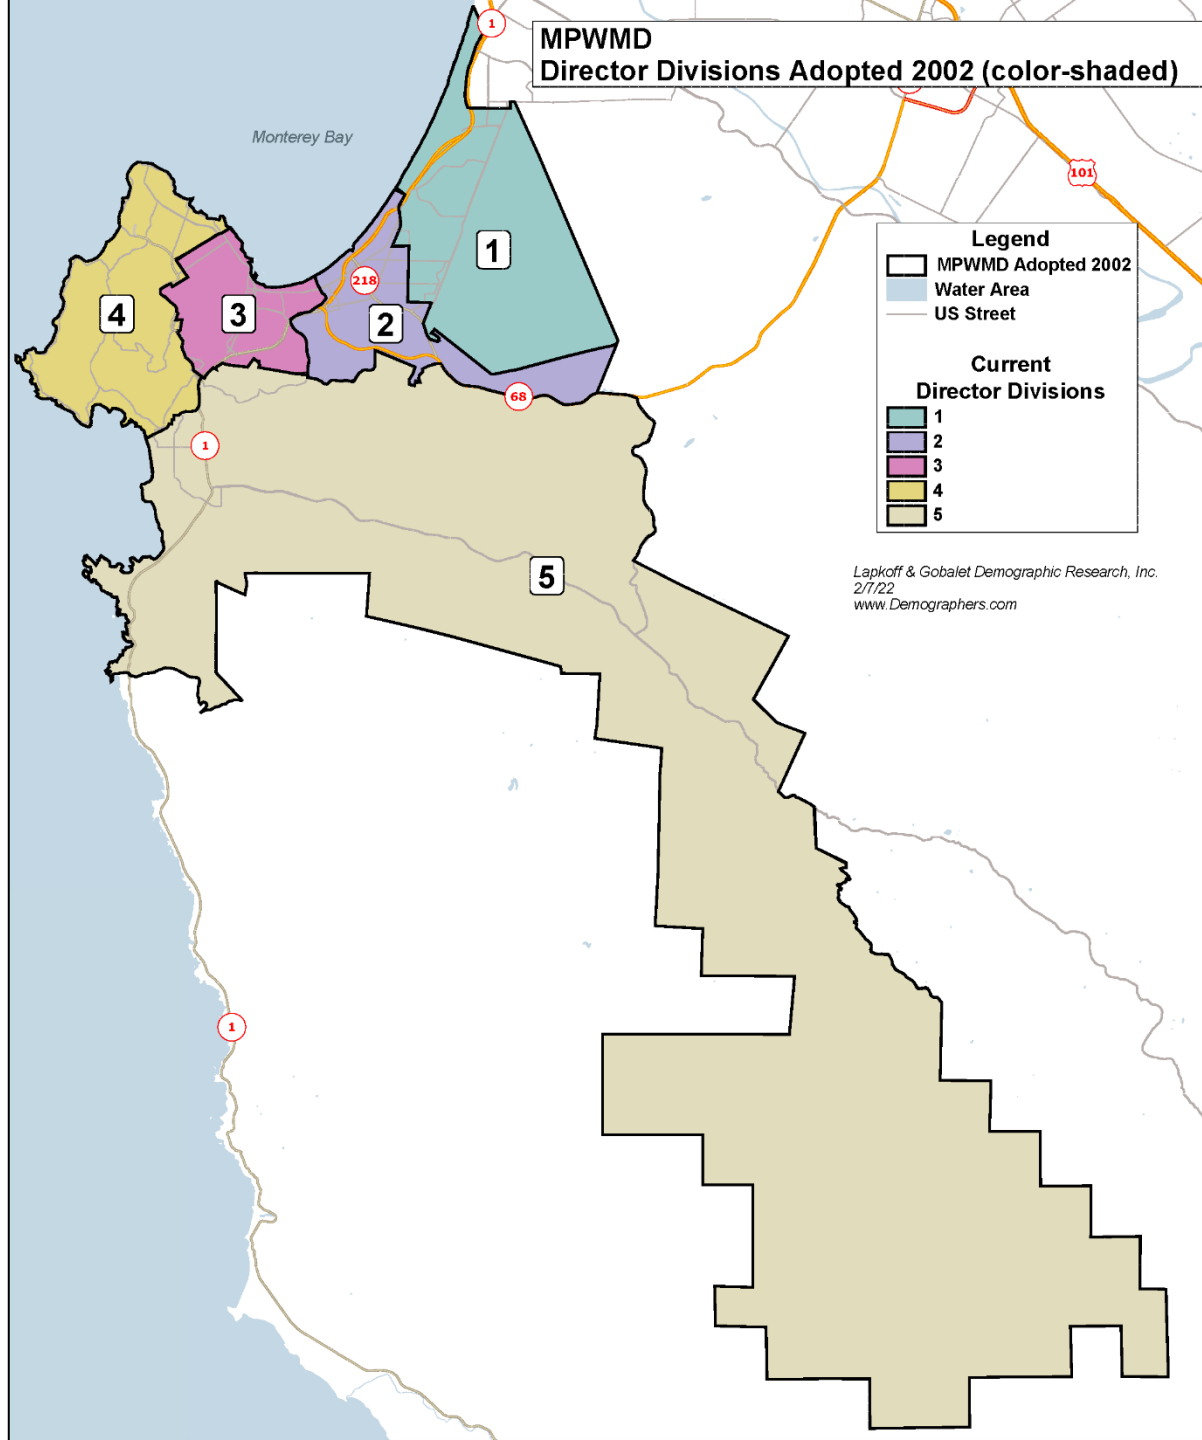 1
MPWMD
Director Divisions Adopted 2002 (color-shaded)
Monterey Bay
101
1
Legend
MPWMD Adopted 2002
Water Area
US Street
Current
Director Divisions
1
2
3
4
5
218
4
3
2
68
1
5
Lapkoff & Gobalet Demographic Research, Inc.
2/7/22
www.Demographers.com
1